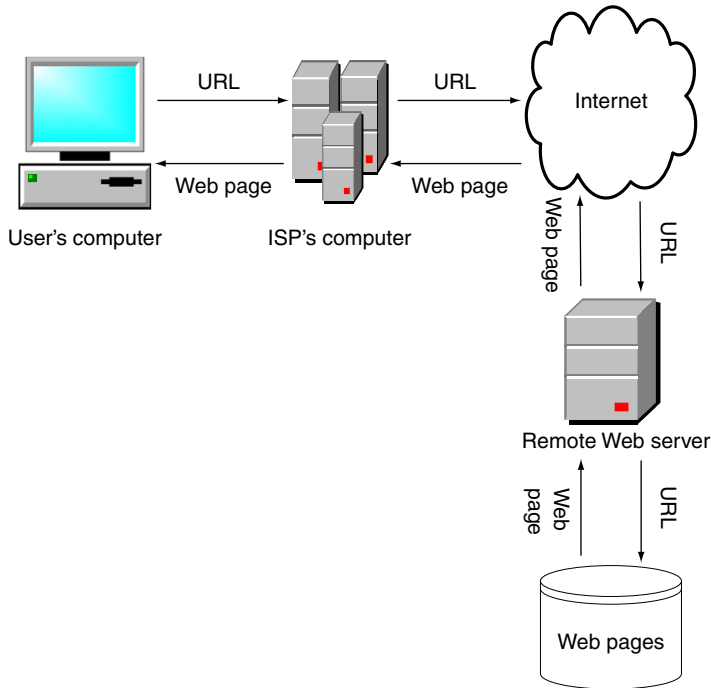 URL
URL
Internet
Web page
Web page
User's computer
ISP's computer
Web page
URL
Remote Web server
Web
page
URL
Web pages